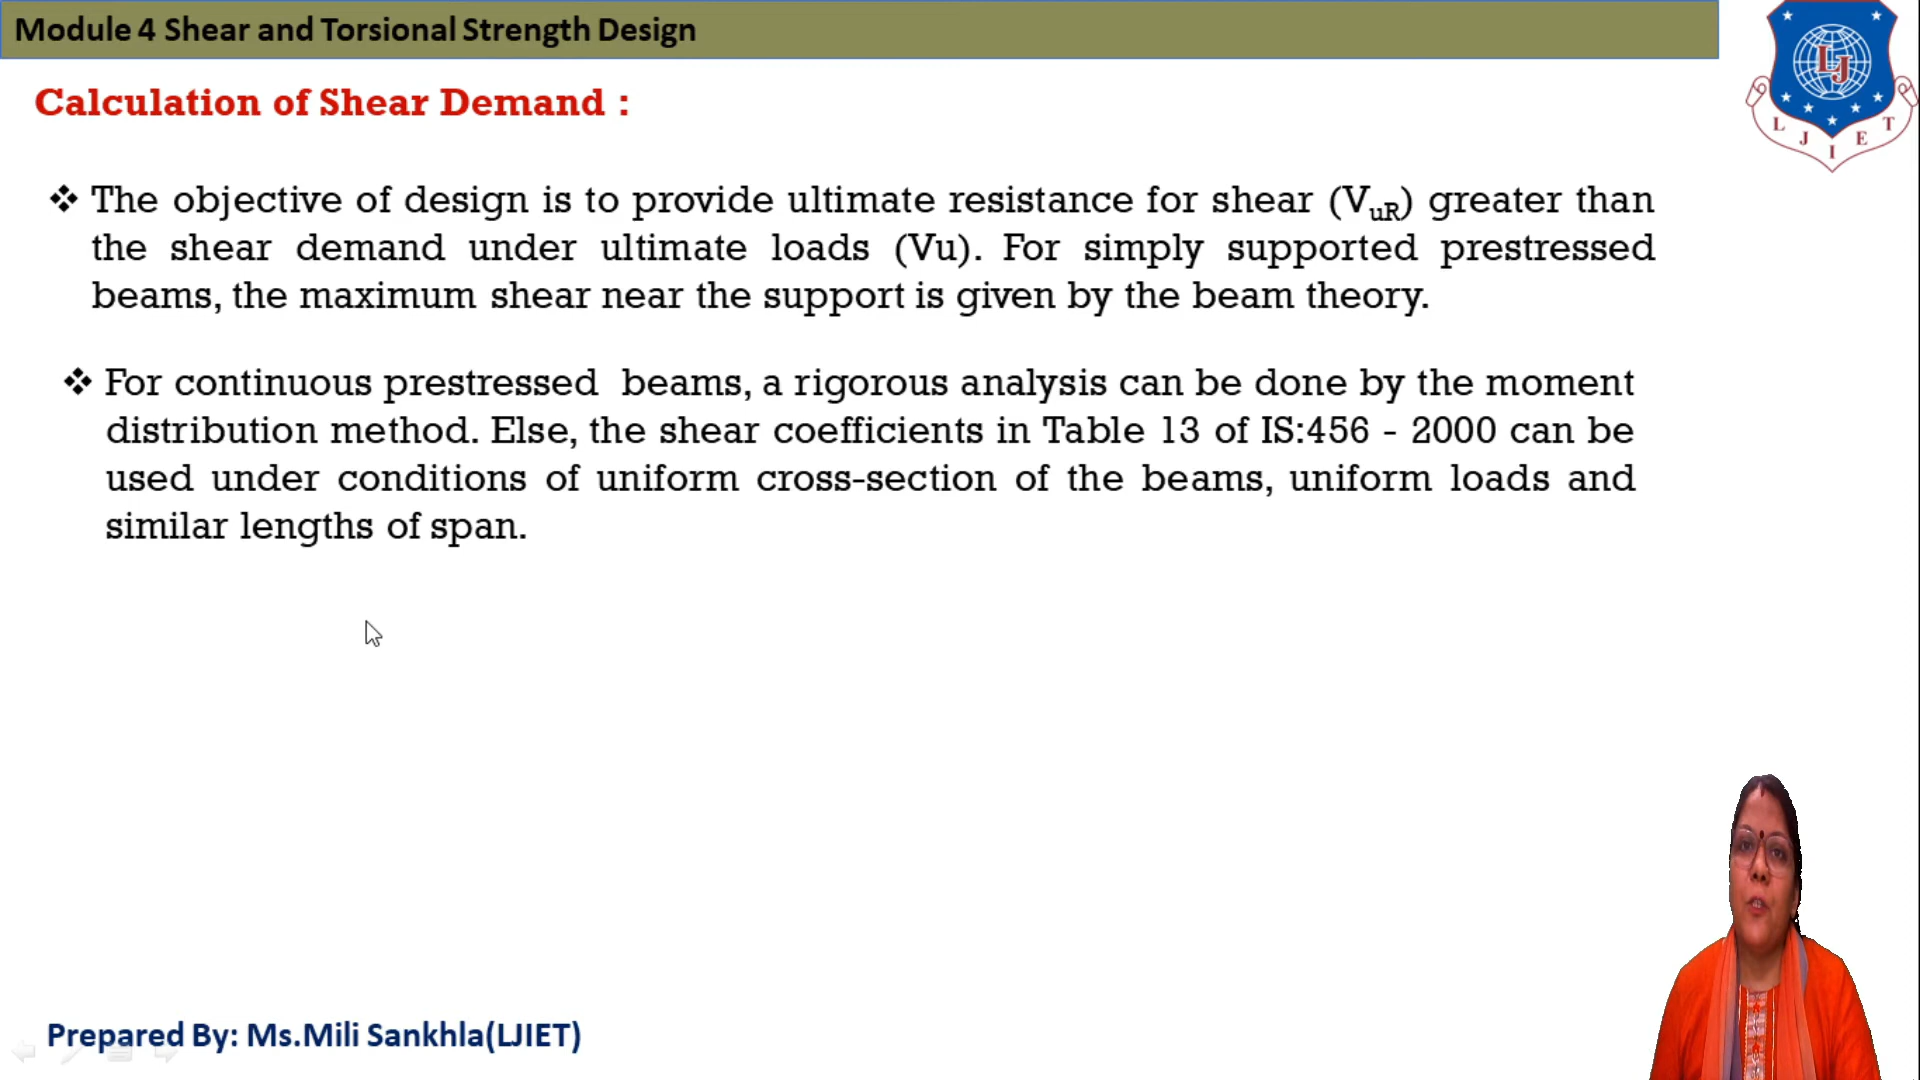 Module 4 Shear and Torsional Strength Design
Calculation of Shear Demand :
❖ The objective of design is to provide ultimate resistance for shear (VuR) greater than
the shear demand under ultimate loads (Vu). For simply supported prestressed
beams, the maximum shear near the support is given by the beam theory.
❖ For continuous prestressed beams, a rigorous analysis can be done by the moment
distribution method. Else, the shear coefficients in Table 13 of IS:456 - 2000 can be
used under conditions of uniform cross-section of the beams, uniform loads and
similar lengths of span.
Prepared By: Ms.Mili Sankhla(LJIET)
LJ
L J I E T